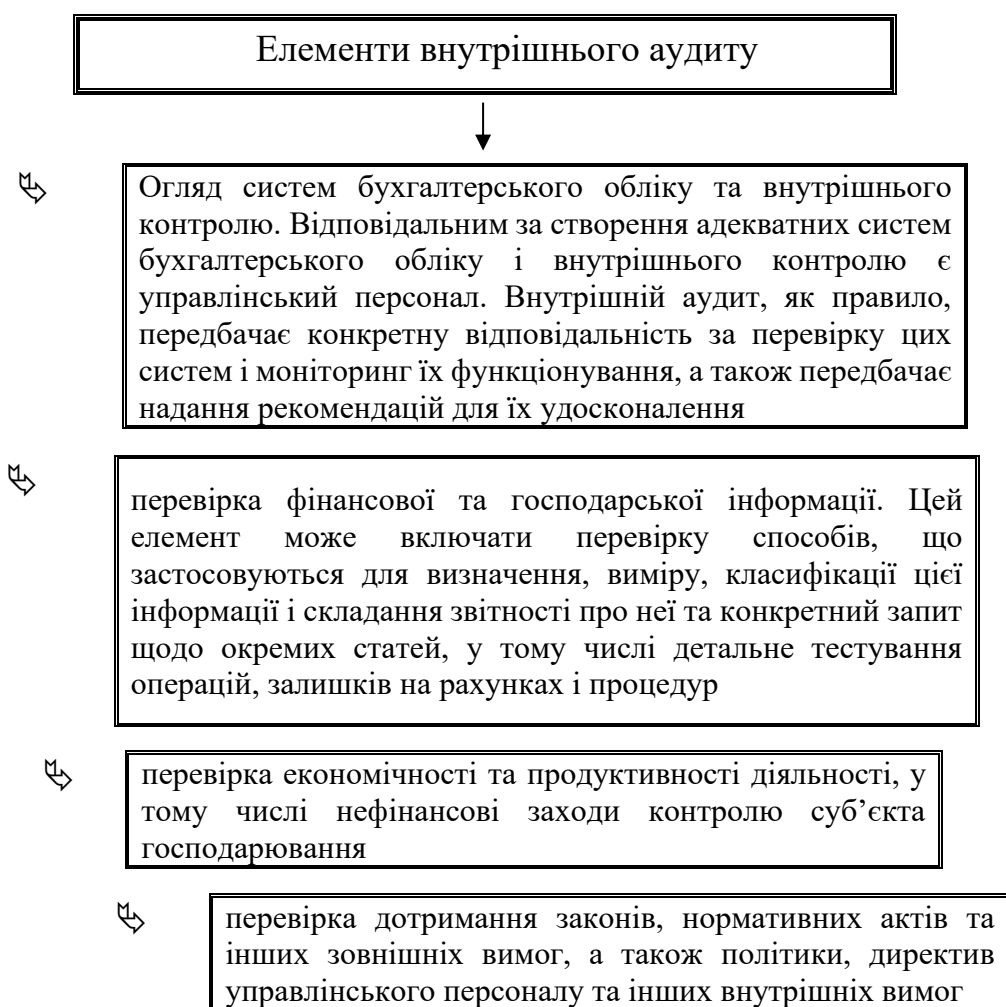 Елементи внутрішнього аудиту
Огляд систем бухгалтерського обліку та внутрішнього
контролю. Відповідальним за створення адекватних систем
бухгалтерського обліку і внутрішнього контролю є
управлінський персонал. Внутрішній аудит, як правило,
передбачає конкретну відповідальність за перевірку цих
систем і моніторинг їх функціонування, а також передбачає
надання рекомендацій для їх удосконалення
перевірка фінансової та господарської інформації. Цей
елемент може включати перевірку способів, що
застосовуються для визначення, виміру, класифікації цієї
інформації і складання звітності про неї та конкретний запит
щодо окремих статей, у тому числі детальне тестування
операцій, залишків на рахунках і процедур
перевірка економічності та продуктивності діяльності, у
тому числі нефінансові заходи контролю суб’єкта
господарювання
перевірка дотримання законів, нормативних актів та
інших зовнішніх вимог, а також політики, директив
управлінського персоналу та інших внутрішніх вимог